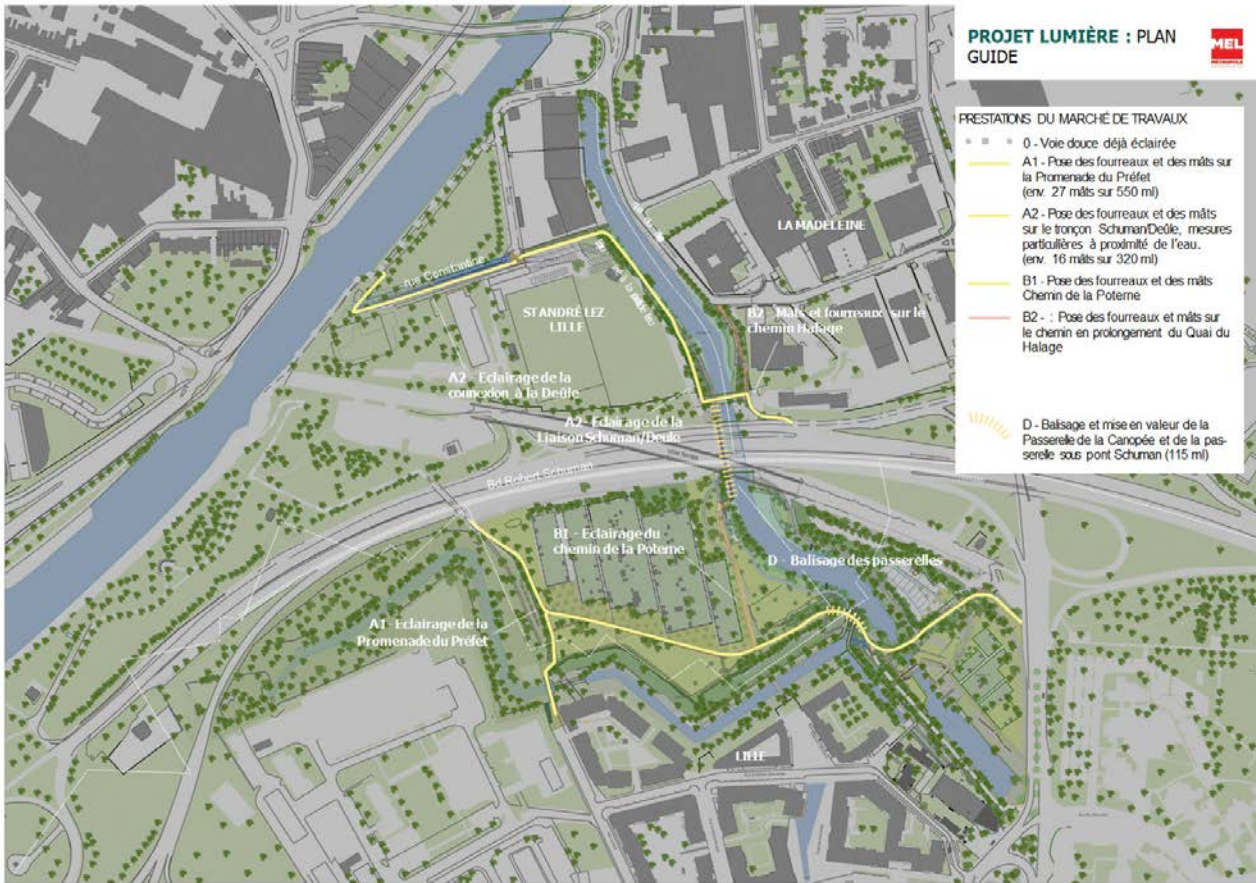 PROJET LUMIÈRE : PLAN
GUIDE
MEL
PRESTATIONS DU MARCHÉ DE TRAVAUX
0 - Voie douce déjà éclairée
A1 - Pose des fourreaux et des mâts sur
la Promenade du Préfet
(env. 27 mâts sur 550 ml)
A2 - Pose des fourreaux et des mâts
sur le tronçon Schuman/Deûle, mesures
particulières à proximité de l'eau.
(env. 16 mâts sur 320 ml)
B1 - Pose des fourreaux et des mâts
Chemin de la Poterne
B2 - : Pose des fourreaux et mâts sur
le chemin en prolongement du Quai du
Halage
D - Balisage et mise en valeur de la
Passerelle de la Canopée et de la pas-
serelle sous pont Schuman (115 ml)
LA MADELEINE
rue Constantine
ST ANDRÉ LEZ
LILLE
B2 - Mâts et fourreaux sur le
chemin Halage
A2 - Eclairage de la
connexion à la Deûle
A2- Eclairage de la
Liaison Schuman/Deule
Bd Robert Schuman
B1 - Eclairage du
chemin de la Poterne
D - Balisage des passerelles
A1 - Eclairage de la
Promenade du Préfet
LILLE